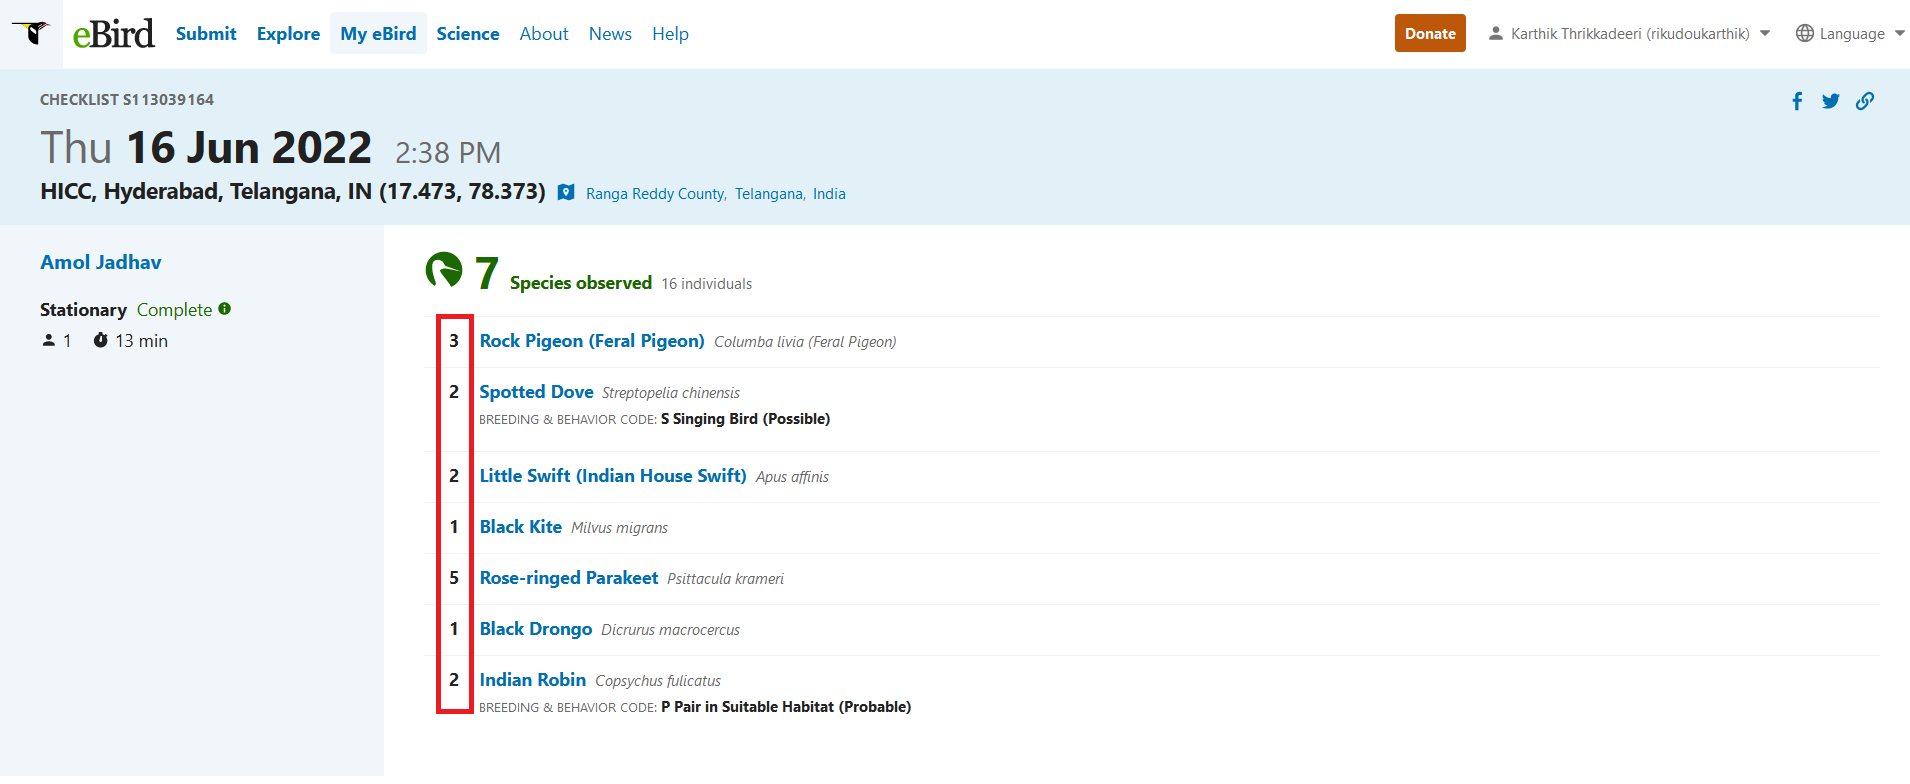 eBird Submit Explore My eBird Science About News Help Donate Karthik Thrikkadeeri (rikudoukarthik) Language
CHECKLIST S113039164
Thu 16 Jun 2022 2:38 PM
HICC, Hyderabad, Telangana, IN (17.473, 78.373) Ranga Reddy County, Telangana, India
Amol Jadhav
Stationary Complete
1 13 min
7 Species observed 16 individuals
3 Rock Pigeon (Feral Pigeon) Columba livia (Feral Pigeon)
2 Spotted Dove Streptopelia chinensis
BREEDING & BEHAVIOR CODE: S Singing Bird (Possible)
2 Little Swift (Indian House Swift) Apus affinis
1 Black Kite Milvus migrans
5 Rose-ringed Parakeet Psittacula krameri
1 Black Drongo Dicrurus macrocercus
2 Indian Robin Copsychus fulicatus
BREEDING & BEHAVIOR CODE: P Pair in Suitable Habitat (Probable)